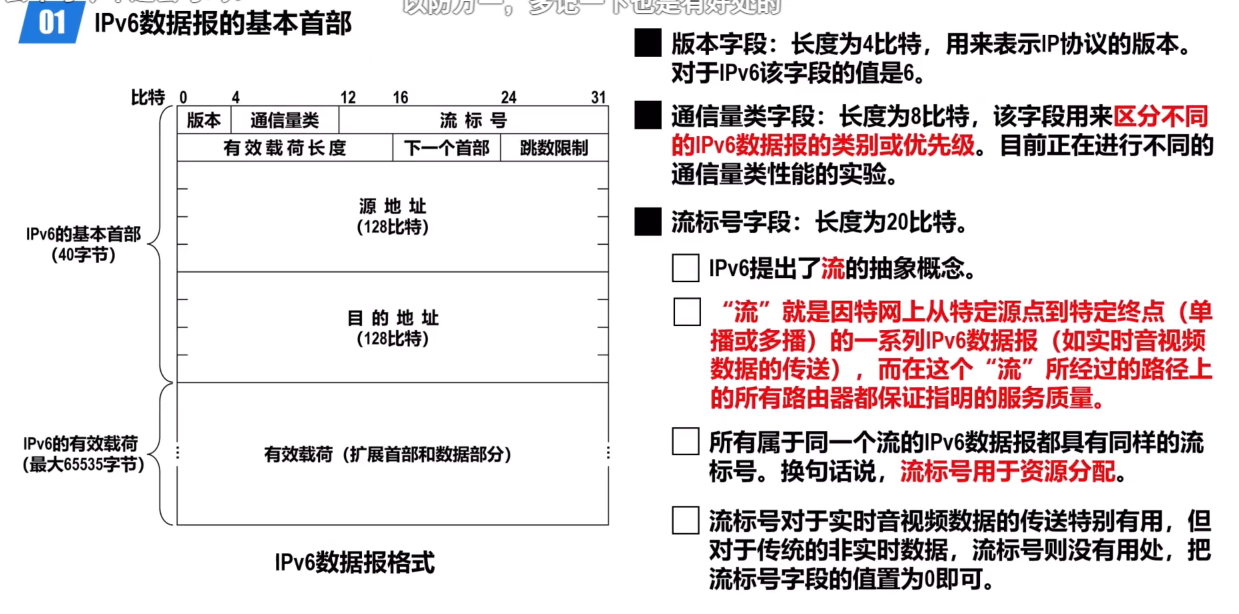 以防万一，多记一下也是有好处的
01 IPv6数据报的基本首部
比特 0 4 12 16 24 31
版本 通信量类 流标号
有效载荷长度 下一个首部 跳数限制
源地址
(128比特)
IPv6的基本首部
(40字节)
目的地址
(128比特)
IPv6的有效载荷
(最大65535字节)
有效载荷（扩展首部和数据部分）
IPv6数据报格式
版本字段：长度为4比特，用来表示IP协议的版本。
对于IPv6该字段的值是6。
通信量类字段：长度为8比特，该字段用来区分不同
的IPv6数据报的类别或优先级。目前正在进行不同的
通信量类性能的实验。
流标号字段：长度为20比特。
IPv6提出了流的抽象概念。
“流”就是因特网上从特定源点到特定终点（单
播或多播）的一系列IPv6数据报（如实时音视频
数据的传送），而在这个“流”所经过的路径上
的所有路由器都保证指明的服务质量。
所有属于同一个流的IPv6数据报都具有同样的流
标号。换句话说，流标号用于资源分配。
流标号对于实时音视频数据的传送特别有用，但
对于传统的非实时数据，流标号则没有用处，把
流标号字段的值置为0即可。